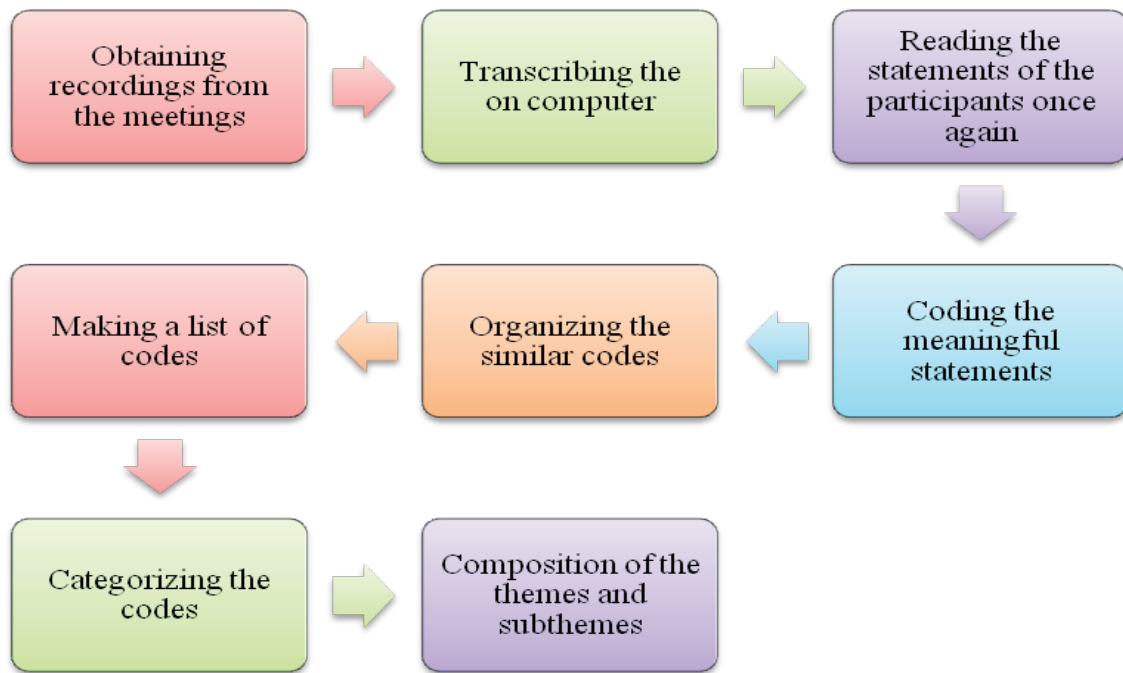 Obtaining
recordings from
the meetings
Transcribing the
on computer
Reading the
statements of the
participants once
again
Coding the
meaningful
statements
Organizing the
similar codes
Making a list of
codes
Categorizing the
codes
Composition of the
themes and
subthemes